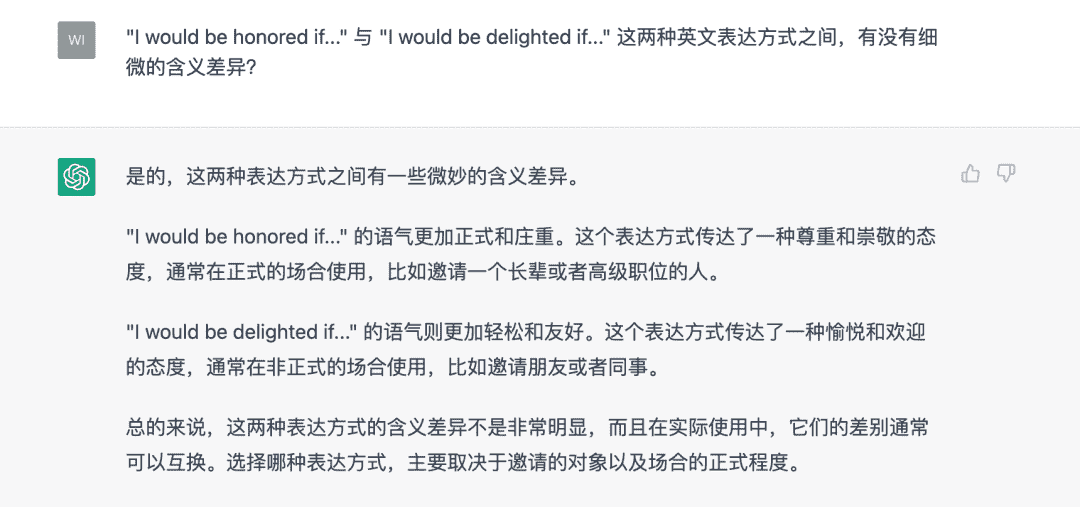 WI
"I would be honored if..." 与 "I would be delighted if..." 这两种英文表达方式之间，有没有细
微的含义差异?
是的，这两种表达方式之间有一些微妙的含义差异。
"I would be honored if..." 的语气更加正式和庄重。这个表达方式传达了一种尊重和崇敬的态
度，通常在正式的场合使用，比如邀请一个长辈或者高级职位的人。
"I would be delighted if..." 的语气则更加轻松和友好。这个表达方式传达了一种愉悦和欢迎
的态度，通常在非正式的场合使用，比如邀请朋友或者同事。
总的来说，这两种表达方式的含义差异不是非常明显，而且在实际使用中，它们的差别通常
可以互换。选择哪种表达方式，主要取决于邀请的对象以及场合的正式程度。